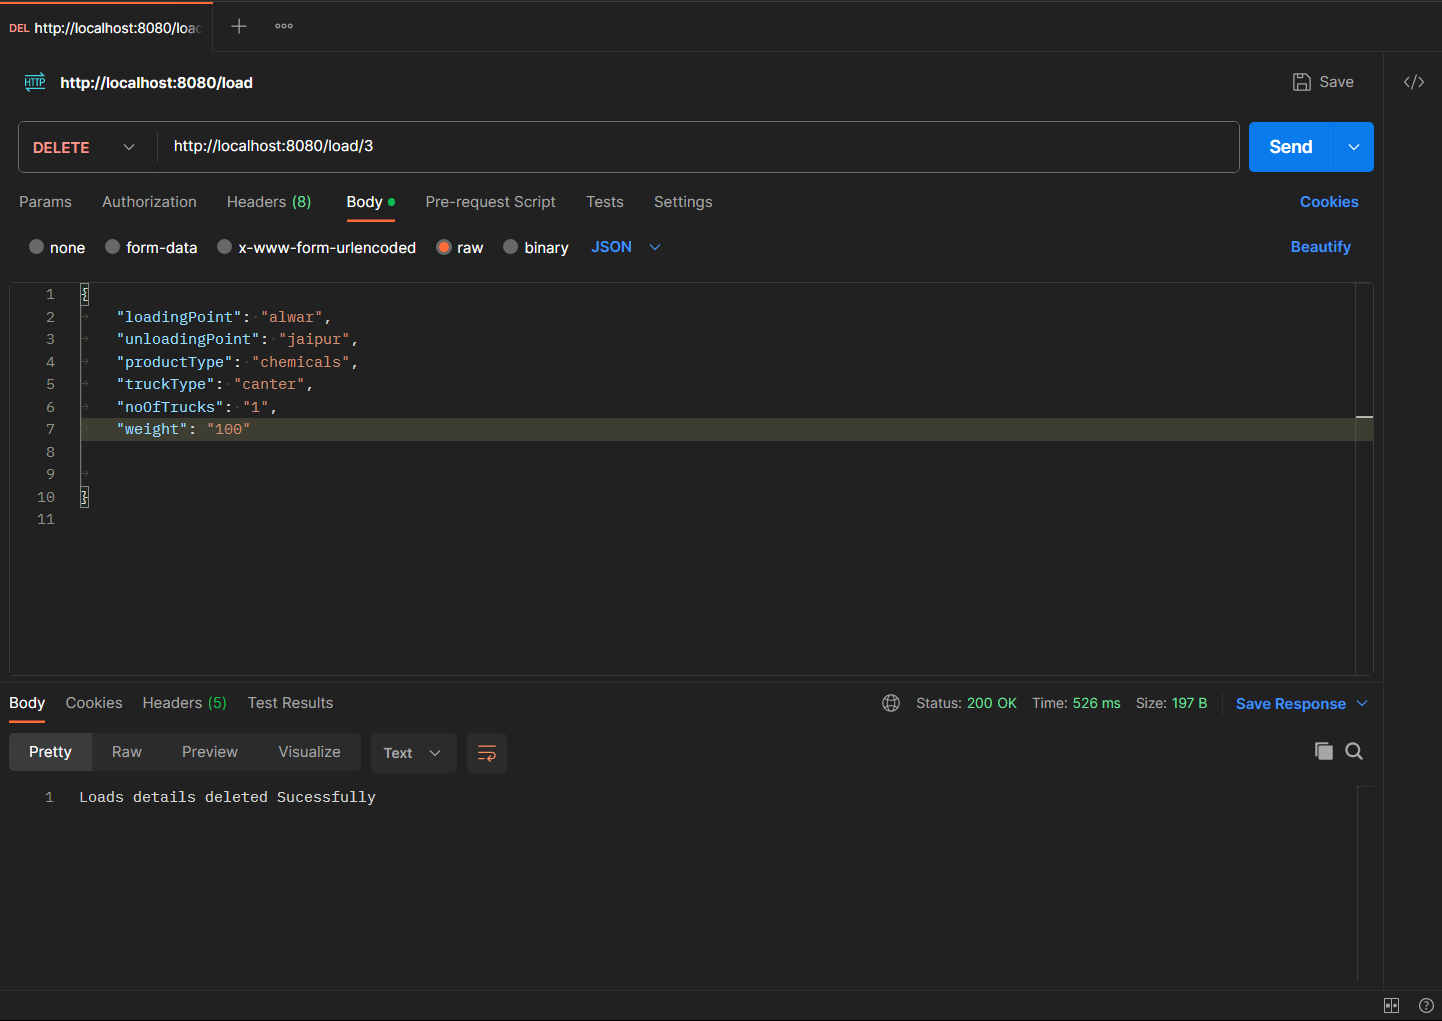 DEL http://localhost:8080/load
http://localhost:8080/load
Save
DELETE
http://localhost:8080/load/3
Send
Params Authorization Headers (8) Body Pre-request Script Tests Settings Cookies
none form-data x-www-form-urlencoded raw binary JSON Beautify
1 {
2 "loadingPoint": "alwar",
3 "unloadingPoint": "jaipur",
4 "productType": "chemicals",
5 "truckType": "canter",
6 "noOfTrucks": "1",
7 "weight": "100"
8
9
10 }
11
Body Cookies Headers (5) Test Results Status: 200 OK Time: 526 ms Size: 197 B Save Response
Pretty Raw Preview Visualize Text
1 Loads details deleted Sucessfully